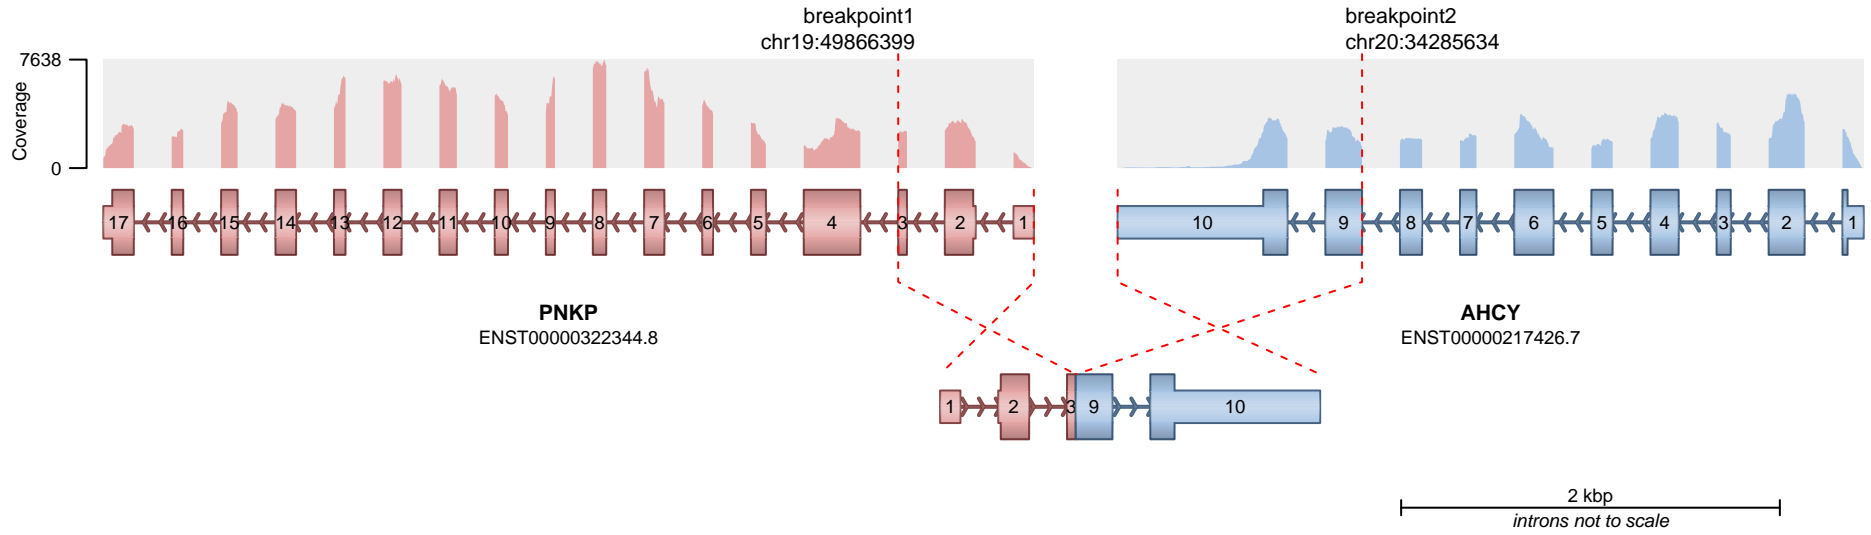 breakpoint1
chr19:49866399
breakpoint2
chr20:34285634
7638
Coverage
0
17 16 15 14 13 12 11 10 9 8 7 6 5 4 3 2 1
10 9 8 7 6 5 4 3 2 1
PNKP
ENST00000322344.8
AHCY
ENST00000217426.7
1 2 3 9 10
2 kbp
introns not to scale